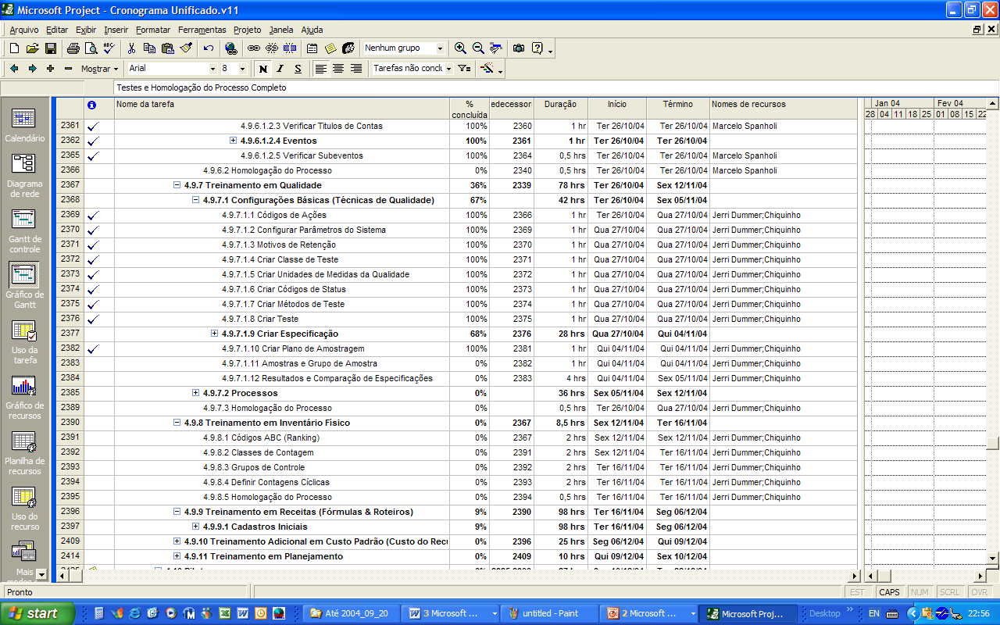 Microsoft Project - Cronograma Unificado.v11
Arquivo Editar Exibir Inserir Formatar Ferramentas Projeto Janela Ajuda
Nenhum grupo
Mostrar Arial 8 N I S Tarefas não conclu
Testes e Homologação do Processo Completo
Nome da tarefa % concluída edecessor Duração Início Término Nomes de recursos Jan 04 Fev 04
28 04 11 18 25 01 08 15 22
2361 4.9.6.1.2.3 Verificar Titulos de Contas 100% 2360 1 hr Ter 26/10/04 Ter 26/10/04 Marcelo Spanholi
2362 4.9.6.1.2.4 Eventos 100% 2361 1 hr Ter 26/10/04 Ter 26/10/04
2365 4.9.6.1.2.5 Verificar Subeventos 100% 2364 0,5 hrs Ter 26/10/04 Ter 26/10/04 Marcelo Spanholi
2366 4.9.6.2 Homologação do Processo 0% 2340 0,5 hrs Ter 26/10/04 Ter 26/10/04 Marcelo Spanholi
2367 4.9.7 Treinamento em Qualidade 36% 2339 78 hrs Ter 26/10/04 Sex 12/11/04
2368 4.9.7.1 Configurações Básicas (Técnicas de Qualidade) 67% 42 hrs Ter 26/10/04 Sex 05/11/04
2369 4.9.7.1.1 Códigos de Ações 100% 2366 1 hr Ter 26/10/04 Qua 27/10/04 Jerri Dummer;Chiquinho
2370 4.9.7.1.2 Configurar Parâmetros do Sistema 100% 2369 1 hr Qua 27/10/04 Qua 27/10/04 Jerri Dummer;Chiquinho
2371 4.9.7.1.3 Motivos de Retenção 100% 2370 1 hr Qua 27/10/04 Qua 27/10/04 Jerri Dummer;Chiquinho
2372 4.9.7.1.4 Criar Classe de Teste 100% 2371 1 hr Qua 27/10/04 Qua 27/10/04 Jerri Dummer;Chiquinho
2373 4.9.7.1.5 Criar Unidades de Medidas da Qualidade 100% 2372 1 hr Qua 27/10/04 Qua 27/10/04 Jerri Dummer;Chiquinho
2374 4.9.7.1.6 Criar Códigos de Status 100% 2373 1 hr Qua 27/10/04 Qua 27/10/04 Jerri Dummer;Chiquinho
2375 4.9.7.1.7 Criar Métodos de Teste 100% 2374 1 hr Qua 27/10/04 Qua 27/10/04 Jerri Dummer;Chiquinho
2376 4.9.7.1.8 Criar Teste 100% 2375 1 hr Qua 27/10/04 Qua 27/10/04 Jerri Dummer;Chiquinho
2377 4.9.7.1.9 Criar Especificação 68% 2376 28 hrs Qua 27/10/04 Qui 04/11/04
2382 4.9.7.1.10 Criar Plano de Amostragem 100% 2381 1 hr Qui 04/11/04 Qui 04/11/04 Jerri Dummer;Chiquinho
2383 4.9.7.1.11 Amostras e Grupo de Amostra 0% 2382 1 hr Qui 04/11/04 Qui 04/11/04 Jerri Dummer;Chiquinho
2384 4.9.7.1.12 Resultados e Comparação de Especificações 0% 2383 4 hrs Qui 04/11/04 Sex 05/11/04 Jerri Dummer;Chiquinho
2385 4.9.7.2 Processos 0% 36 hrs Sex 05/11/04 Sex 12/11/04
2389 4.9.7.3 Homologação do Processo 0% 0,5 hrs Ter 26/10/04 Qua 27/10/04 Jerri Dummer;Chiquinho
2390 4.9.8 Treinamento em Inventário Físico 0% 2367 8,5 hrs Sex 12/11/04 Ter 16/11/04
2391 4.9.8.1 Códigos ABC (Ranking) 0% 2367 2 hrs Sex 12/11/04 Sex 12/11/04 Jerri Dummer;Chiquinho
2392 4.9.8.2 Classes de Contagem 0% 2391 2 hrs Sex 12/11/04 Ter 16/11/04 Jerri Dummer;Chiquinho
2393 4.9.8.3 Grupos de Controle 0% 2392 2 hrs Ter 16/11/04 Ter 16/11/04 Jerri Dummer;Chiquinho
2394 4.9.8.4 Definir Contagens Cíclicas 0% 2393 2 hrs Ter 16/11/04 Ter 16/11/04 Jerri Dummer;Chiquinho
2395 4.9.8.5 Homologação do Processo 0% 2394 0,5 hrs Ter 16/11/04 Ter 16/11/04 Jerri Dummer;Chiquinho
2396 4.9.9 Treinamento em Receitas (Fórmulas & Roteiros) 9% 2390 98 hrs Ter 16/11/04 Seg 06/12/04
2397 4.9.9.1 Cadastros Iniciais 9% 98 hrs Ter 16/11/04 Seg 06/12/04
2409 4.9.10 Treinamento Adicional em Custo Padrão (Custo do Recu 0% 2396 25 hrs Seg 06/12/04 Qui 09/12/04
2414 4.9.11 Treinamento em Planejamento 0% 2409 10 hrs Qui 09/12/04 Sex 10/12/04
Calendário
Diagrama de rede
Gantt de controle
Gráfico de Gantt
Uso da tarefa
Gráfico de recursos
Planilha de recursos
Uso do recurso
Mais
Pronto EST CAPS NUM SCRL OVR
start Até 2004_09_20 3 Microsoft ... untitled - Paint 2 Microsoft ... Microsoft Proj... Desktop EN 22:56